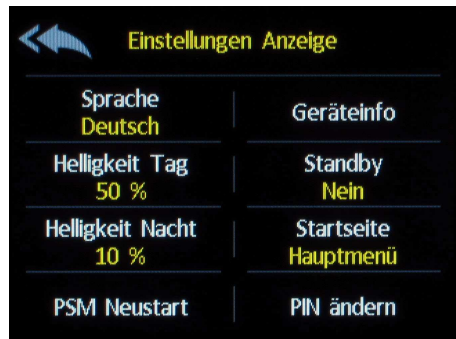 Einstellungen Anzeige
Sprache
Deutsch
Geräteinfo
Helligkeit Tag
50 %
Standby
Nein
Helligkeit Nacht
10 %
Startseite
Hauptmenü
PSM Neustart
PIN ändern